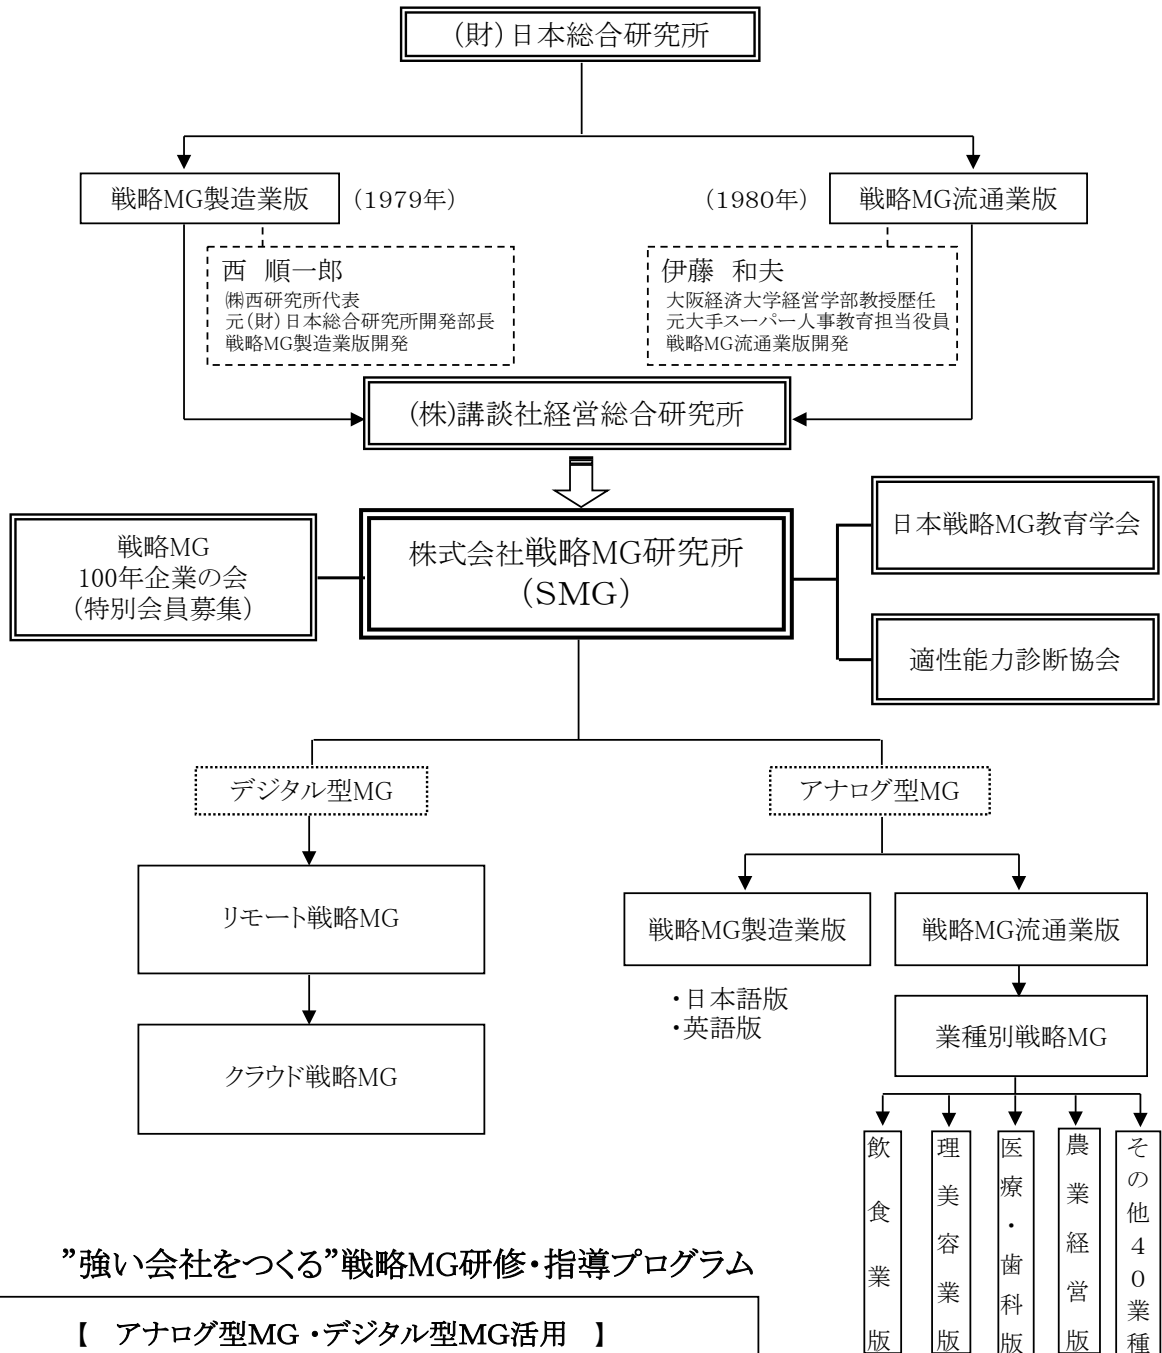 (財)日本総合研究所
戦略MG製造業版
(1979年)
(1980年)
戦略MG流通業版
西　順一郎
㈱西研究所代表
元(財)日本総合研究所開発部長
戦略MG製造業版開発
伊藤　和夫
大阪経済大学経営学部教授歴任
元大手スーパー人事教育担当役員
戦略MG流通業版開発
(株)講談社経営総合研究所
戦略MG
100年企業の会
(特別会員募集)
株式会社戦略MG研究所
(SMG)
日本戦略MG教育学会
適性能力診断協会
デジタル型MG
アナログ型MG
リモート戦略MG
クラウド戦略MG
戦略MG製造業版
・日本語版
・英語版
戦略MG流通業版
業種別戦略MG
飲食業版
理美容業版
医療・歯科版
農業経営版
その他40業種
”強い会社をつくる”戦略MG研修・指導プログラム
【　アナログ型MG・デジタル型MG活用　】